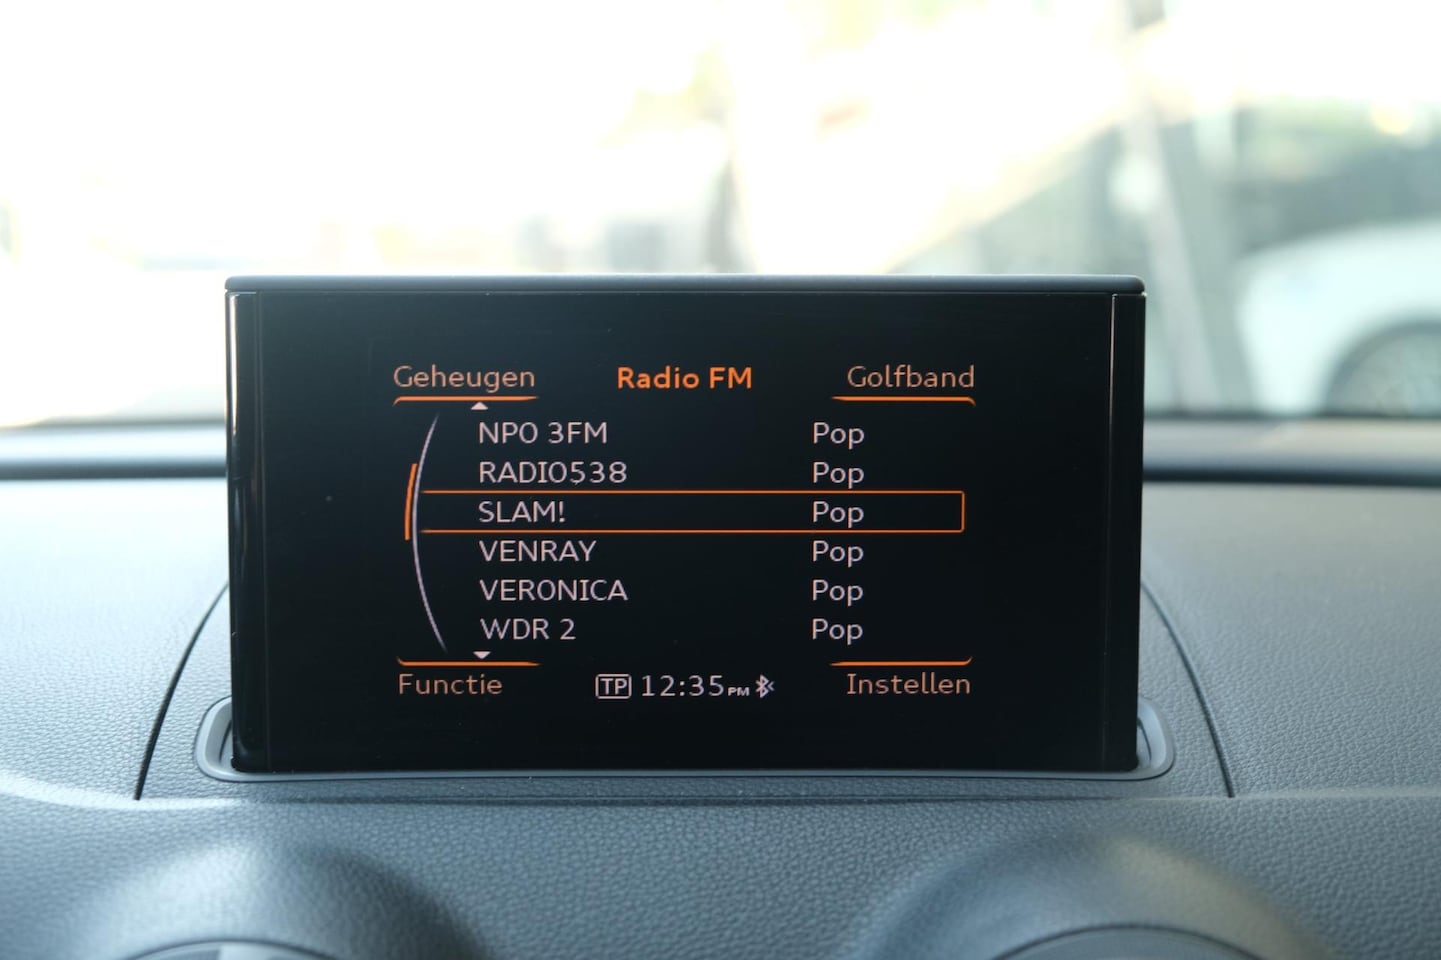 Geheugen Radio FM Golfband
NPO 3FM Pop
RADIO538 Pop
SLAM! Pop
VENRAY Pop
VERONICA Pop
WDR 2 Pop
Functie TP 12:35 PM Instellen